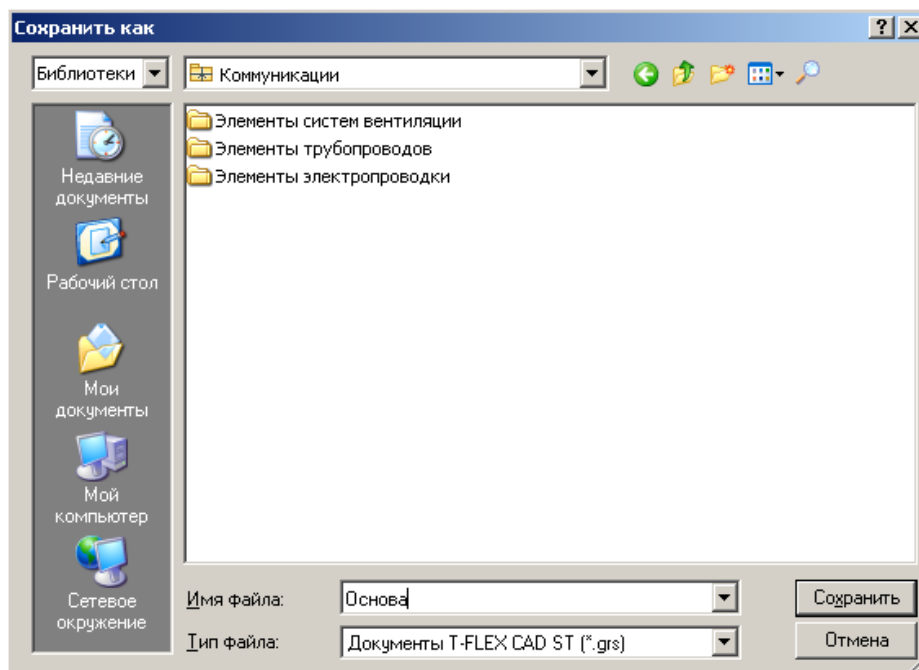 Сохранить как
Библиотеки
Коммуникации
Элементы систем вентиляции
Элементы трубопроводов
Элементы электропроводки
Недавние
документы
Рабочий стол
Мои
документы
Мой
компьютер
Сетевое
окружение
Имя файла:
Основа
Сохранить
Тип файла:
Документы T-FLEX CAD ST (*.grs)
Отмена